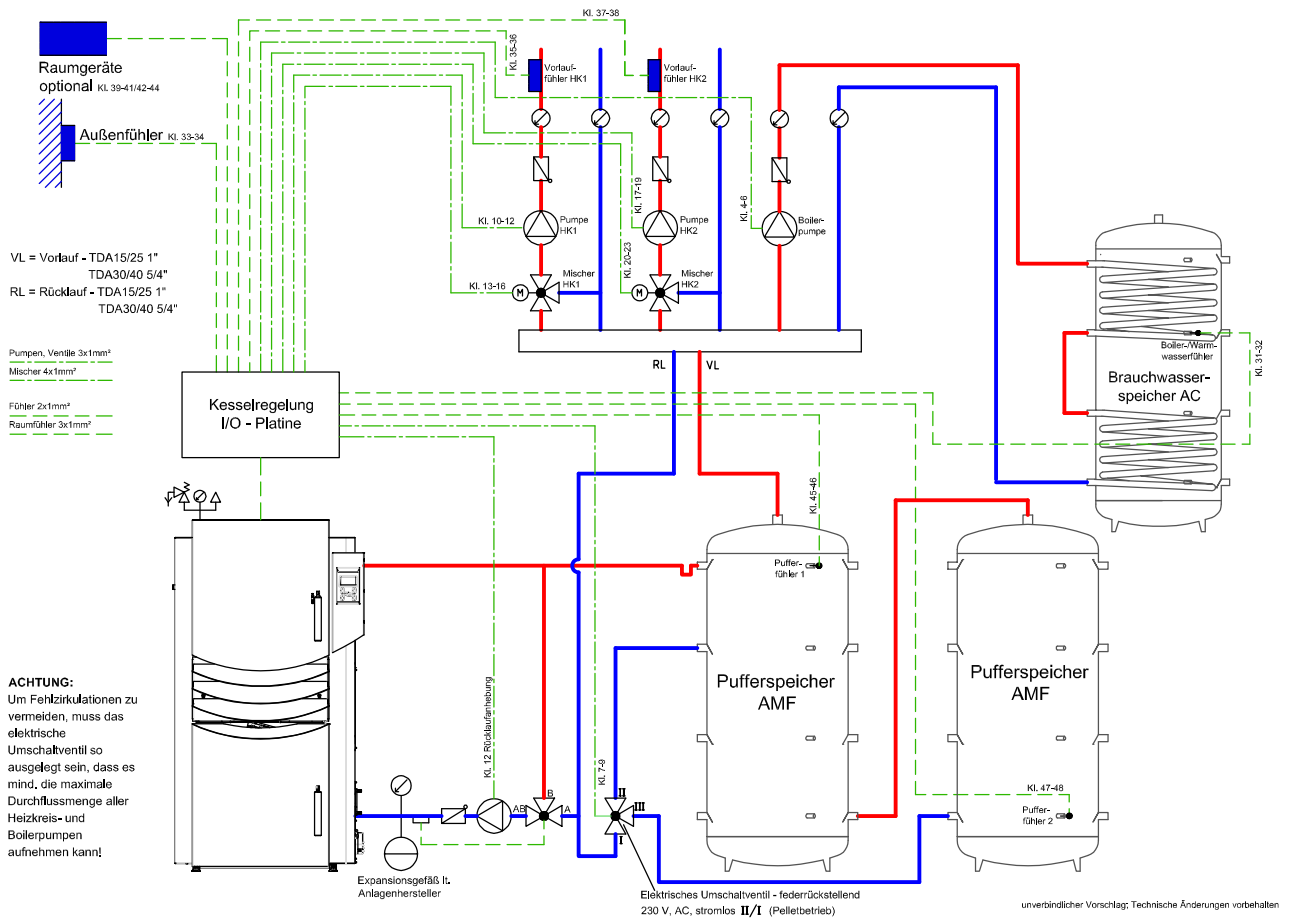 Kl. 37-38
Kl. 35-36
Raumgeräte
optional Kl. 39-41/42-44
Außenfühler Kl. 33-34
Vorlauf-
fühler HK1
Vorlauf-
fühler HK2
Kl. 10-12
Pumpe
HK1
Kl. 17-19
Pumpe
HK2
Kl. 4-6
Boiler-
pumpe
VL = Vorlauf - TDA15/25 1"
TDA30/40 5/4"
RL = Rücklauf - TDA15/25 1"
TDA30/40 5/4"
Kl. 13-16
M
Mischer
HK1
Kl. 20-23
M
Mischer
HK2
RL
VL
Pumpen, Ventile 3x1mm²
Mischer 4x1mm²
Fühler 2x1mm²
Raumfühler 3x1mm²
Kesselregelung
I/O - Platine
Boiler-/Warm-
wasserfühler
Kl. 31-32
Brauchwasser-
speicher AC
Kl. 45-46
Puffer-
fühler 1
Pufferspeicher
AMF
Pufferspeicher
AMF
ACHTUNG:
Um Fehlzirkulationen zu
vermeiden, muss das
elektrische
Umschaltventil so
ausgelegt sein, dass es
mind. die maximale
Durchflussmenge aller
Heizkreis- und
Boilerpumpen
aufnehmen kann!
Kl. 12 Rücklaufanhebung
Kl. 7-9
AB
B
A
II
III
I
Kl. 47-48
Puffer-
fühler 2
Expansionsgefäß lt.
Anlagenhersteller
Elektrisches Umschaltventil - federrückstellend
230 V, AC, stromlos II/I (Pelletbetrieb)
unverbindlicher Vorschlag; Technische Änderungen vorbehalten